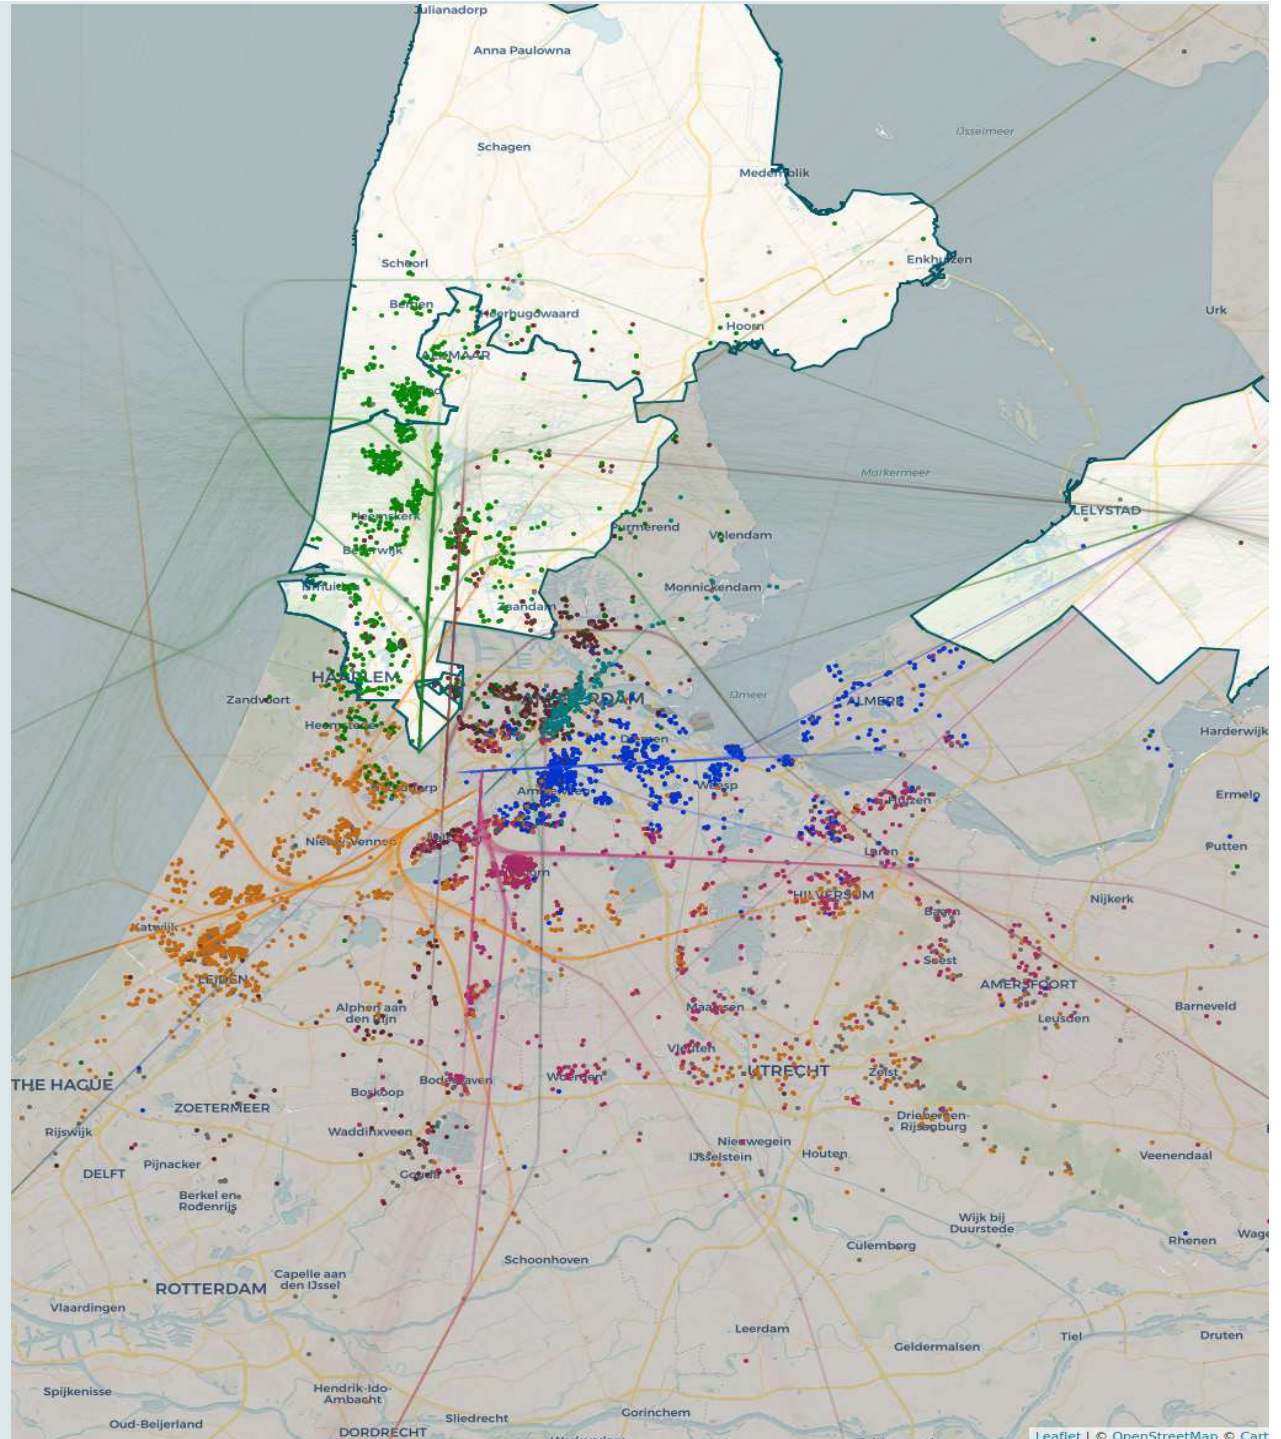 Julianadorp
Anna Paulowna
IJsselmeer
Schagen
Medemblik
Schoorl
Enkhuizen
Bergen
Heerhugowaard
Urk
Hoorn
ALKMAAR
Markermeer
LELYSTAD
Heemskerk
Purmerend
Volendam
Beverwijk
IJmuiden
Monnickendam
Zaandam
HAARLEM
Zandvoort
AMSTERDAM
IJmeer
ALMERE
Heemstede
Diemen
Harderwijk
Hoofddorp
Amstelveen
Weesp
Huizen
Ermelo
Nieuw-Vennep
Laren
Putten
HILVERSUM
Nijkerk
Katwijk
Baarn
Soest
LEIDEN
AMERSFOORT
Alphen aan
den Rijn
Maarssen
Leusden
Barneveld
Vleuten
THE HAGUE
Bodegraven
Woerden
UTRECHT
Zeist
Boskoop
ZOETERMEER
Driebergen-
Rijsenburg
Rijswijk
Waddinxveen
Nieuwegein
IJsselstein
Houten
Veenendaal
DELFT
Pijnacker
Gouda
Berkel en
Rodenrijs
Wijk bij
Duurstede
Rhenen
Culemborg
Schoonhoven
Capelle aan
den IJssel
ROTTERDAM
Vlaardingen
Leerdam
Geldermalsen
Tiel
Druten
Spijkenisse
Hendrik-Ido-
Ambacht
Gorinchem
Oud-Beijerland
Sliedrecht
DORDRECHT
Leaflet | © OpenStreetMap © Cart